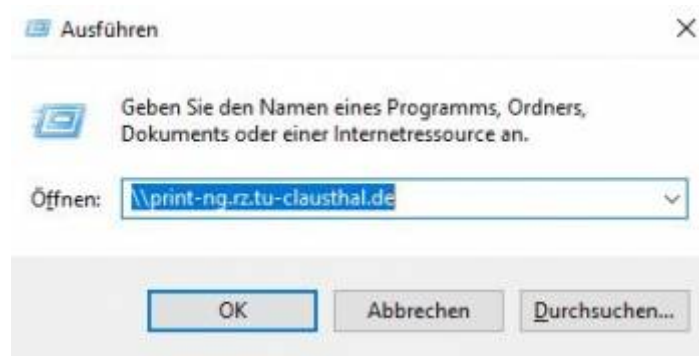 Ausführen
Geben Sie den Namen eines Programms, Ordners,
Dokuments oder einer Internetressource an.
Öffnen: \\print-ng.rz.tu-clausthal.de
OK Abbrechen Durchsuchen...